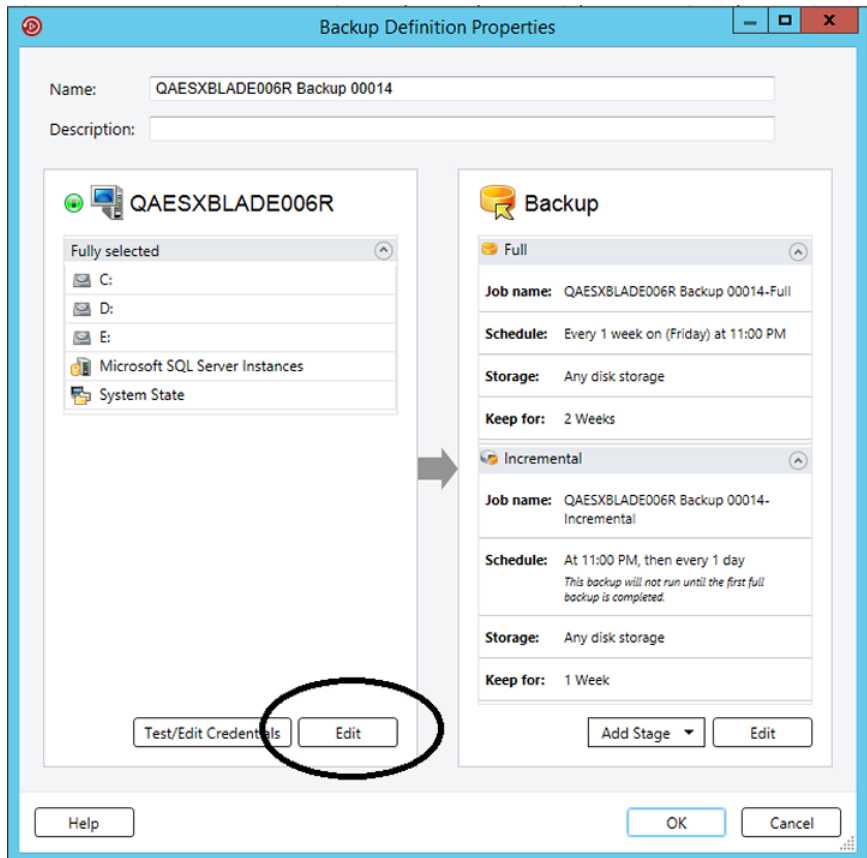 Backup Definition Properties
Name: QAESXBLADE006R Backup 00014
Description:
QAESXBLADE006R
Fully selected
C:
D:
E:
Microsoft SQL Server Instances
System State
Test/Edit Credentials
Edit
Backup
Full
Job name: QAESXBLADE006R Backup 00014-Full
Schedule: Every 1 week on (Friday) at 11:00 PM
Storage: Any disk storage
Keep for: 2 Weeks
Incremental
Job name: QAESXBLADE006R Backup 00014-
Incremental
Schedule: At 11:00 PM, then every 1 day
This backup will not run until the first full
backup is completed.
Storage: Any disk storage
Keep for: 1 Week
Add Stage
Edit
Help
OK
Cancel